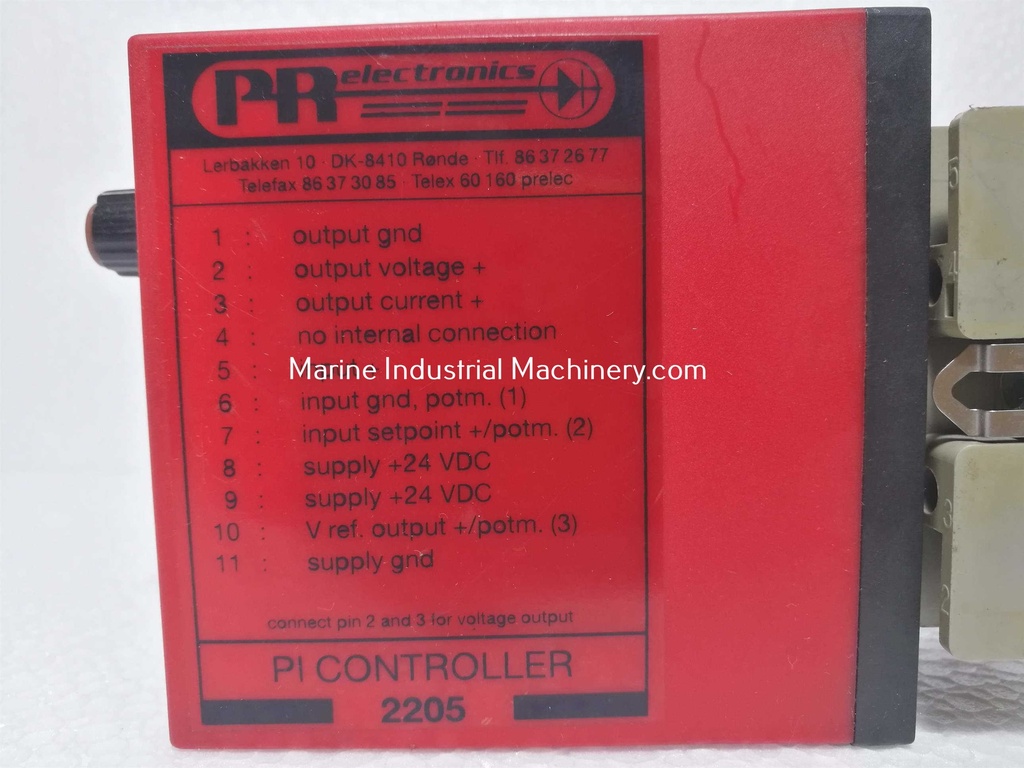 PR electronics
Lerbakken 10 · DK-8410 Rønde · Tlf. 86 37 26 77
Telefax 86 37 30 85 · Telex 60 160 prelec
1 : output gnd
2 : output voltage +
3 : output current +
4 : no internal connection
5 :
Marine Industrial Machinery.com
6 : input gnd, potm. (1)
7 : input setpoint +/potm. (2)
8 : supply +24 VDC
9 : supply +24 VDC
10 : V ref. output +/potm. (3)
11 : supply gnd
connect pin 2 and 3 for voltage output
PI CONTROLLER
2205
5
3
2